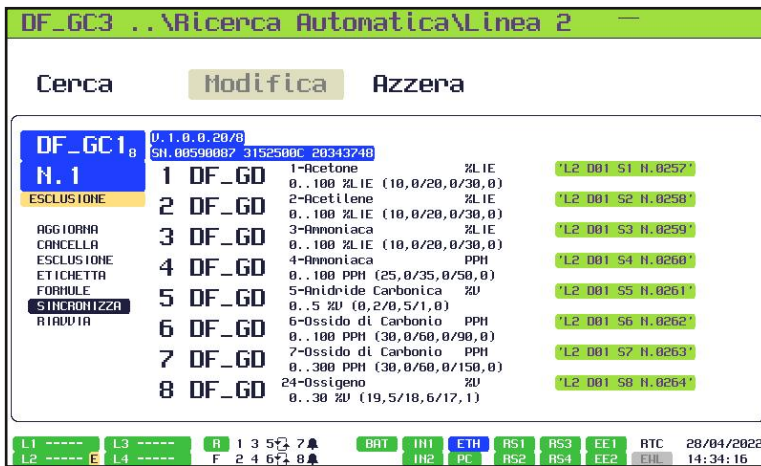 DF_GC3 ..\Ricerca Automatica\Linea 2
Cerca Modifica Azzera
DF_GC1 8 V.1.0.0.20/8
SN.00590087 3152500C 20343748
N.1
ESCLUSIONE
AGGIORNA
CANCELLA
ESCLUSIONE
ETICHETTA
FORMULE
SINCRONIZZA
RIAVVIA
1 DF_GD 1-Acetone %LIE 'L2 D01 S1 N.0257'
0..100 %LIE (10,0/20,0/30,0)
2 DF_GD 2-Acetilene %LIE 'L2 D01 S2 N.0258'
0..100 %LIE (10,0/20,0/30,0)
3 DF_GD 3-Ammoniaca %LIE 'L2 D01 S3 N.0259'
0..100 %LIE (10,0/20,0/30,0)
4 DF_GD 4-Ammoniaca PPM 'L2 D01 S4 N.0260'
0..100 PPM (25,0/35,0/50,0)
5 DF_GD 5-Anidride Carbonica %V 'L2 D01 S5 N.0261'
0..5 %V (0,2/0,5/1,0)
6 DF_GD 6-Ossido di Carbonio PPM 'L2 D01 S6 N.0262'
0..100 PPM (30,0/60,0/90,0)
7 DF_GD 7-Ossido di Carbonio PPM 'L2 D01 S7 N.0263'
0..300 PPM (30,0/60,0/150,0)
8 DF_GD 24-Ossigeno %V 'L2 D01 S8 N.0264'
0..30 %V (19,5/18,6/17,1)
L1 ----- L3 ----- R 1 3 5 7 BAT IN1 ETH RS1 RS3 EE1 RTC 28/04/2022
L2 ----- E L4 ----- F 2 4 6 8 IN2 PC RS2 RS4 EE2 EWL 14:34:16